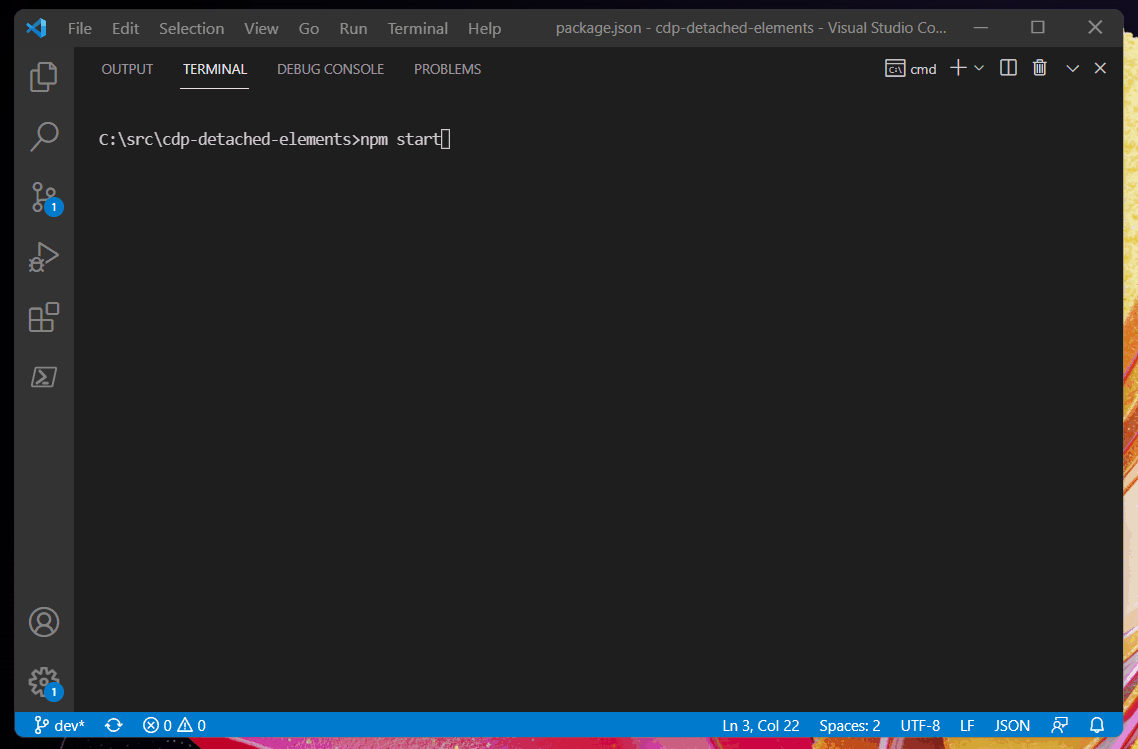 File Edit Selection View Go Run Terminal Help package.json - cdp-detached-elements - Visual Studio Co...
OUTPUT TERMINAL DEBUG CONSOLE PROBLEMS cmd
C:\src\cdp-detached-elements>npm start
1
1
dev* 0 0 Ln 3, Col 22 Spaces: 2 UTF-8 LF JSON